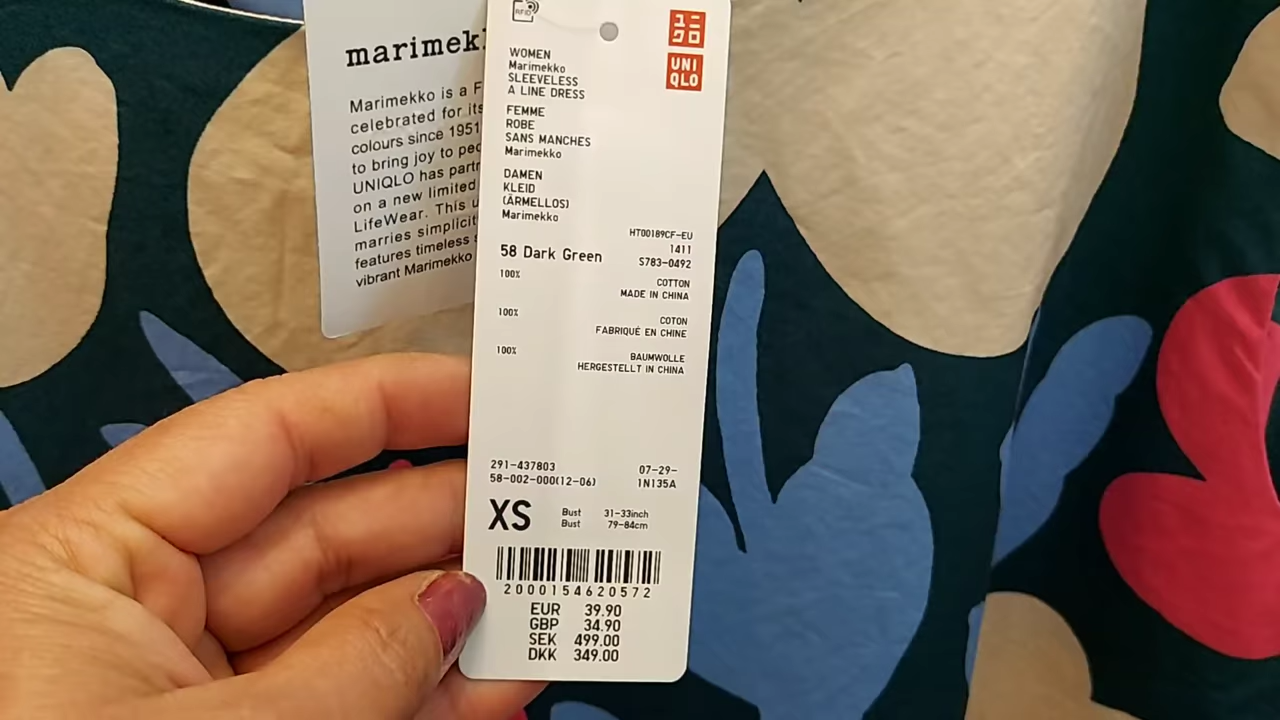 marimek
Marimekko is a F
celebrated for its
colours since 1951
to bring joy to
UNIQLO has
on a new limited
LifeWear. This
marries
features timeless
vibrant Marimekko
RFID
ユニ
クロ
UNI
QLO
WOMEN
Marimekko
SLEEVELESS
A LINE DRESS
FEMME
ROBE
SANS MANCHES
Marimekko
DAMEN
KLEID
(ÄRMELLOS)
Marimekko
HT00189CF-EU
1411
58 Dark Green S783-0492
100% COTTON
MADE IN CHINA
100% COTON
FABRIQUÉ EN CHINE
100% BAUMWOLLE
HERGESTELLT IN CHINA
291-437803 07-29-
58-002-000(12-06) 1N135A
XS Bust 31-33inch
Bust 79-84cm
2000154620572
EUR 39.90
GBP 34.90
SEK 499.00
DKK 349.00